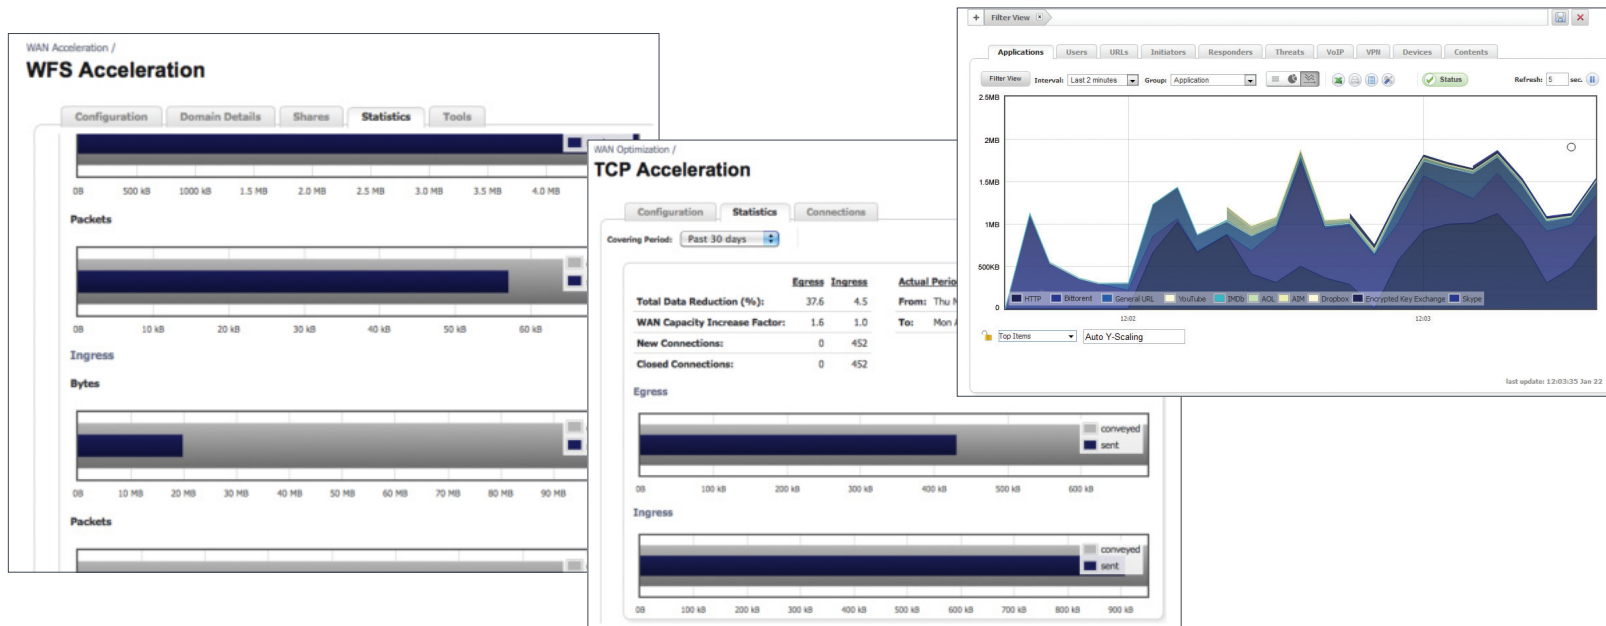 WAN Acceleration /
WFS Acceleration
Configuration Domain Details Shares Statistics Tools
0B 500 kB 1000 kB 1.5 MB 2.0 MB 2.5 MB 3.0 MB 3.5 MB 4.0 MB
Packets
0B 10 kB 20 kB 30 kB 40 kB 50 kB 60 kB
Ingress
Bytes
0B 10 MB 20 MB 30 MB 40 MB 50 MB 60 MB 70 MB 80 MB 90 MB
Packets
WAN Optimization /
TCP Acceleration
Configuration Statistics Connections
Covering Period: Past 30 days
Egress Ingress Actual Perio
Total Data Reduction (%): 37.6 4.5 From: Thu
WAN Capacity Increase Factor: 1.6 1.0 To: Mon
New Connections: 0 452
Closed Connections: 0 452
Egress
conveyed
sent
0B 100 kB 200 kB 300 kB 400 kB 500 kB 600 kB
Ingress
conveyed
sent
0B 100 kB 200 kB 300 kB 400 kB 500 kB 600 kB 700 kB 800 kB 900 kB
+ Filter View
Applications Users URLs Initiators Responders Threats VoIP VPN Devices Contents
Filter View Interval: Last 2 minutes Group: Application Status Refresh: 5 sec.
2.5MB
2MB
1.5MB
1MB
500KB
HTTP Bittorent General URL YouTube IMDb AOL AIM Dropbox Encrypted Key Exchange Skype
0
12:02 12:03
Top Items Auto Y-Scaling
last update: 12:03:35 Jan 22